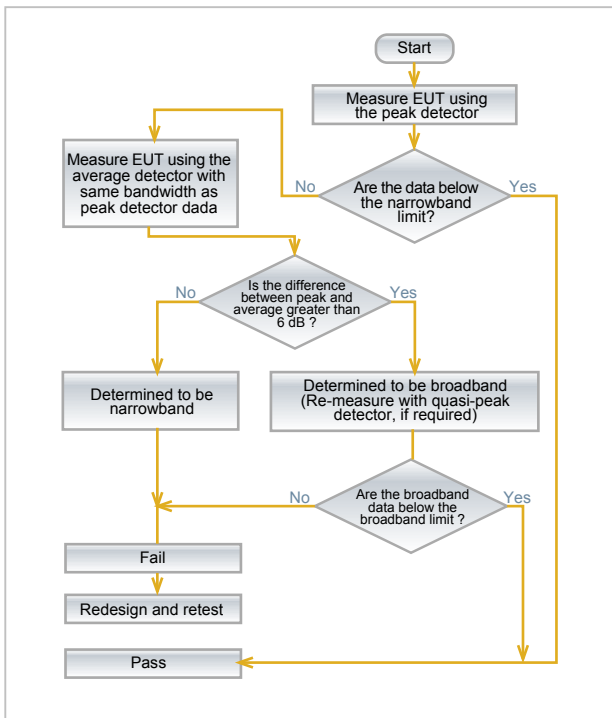 Start
Measure EUT using
the peak detector
Measure EUT using the
average detector with
same bandwidth as
peak detector dada
No
Are the data below
the narrowband
limit?
Yes
No
Is the difference
between peak and
average greater than
6 dB ?
Yes
Determined to be
narrowband
Determined to be broadband
(Re-measure with quasi-peak
detector, if required)
No
Are the broadband
data below the
broadband limit ?
Yes
Fail
Redesign and retest
Pass